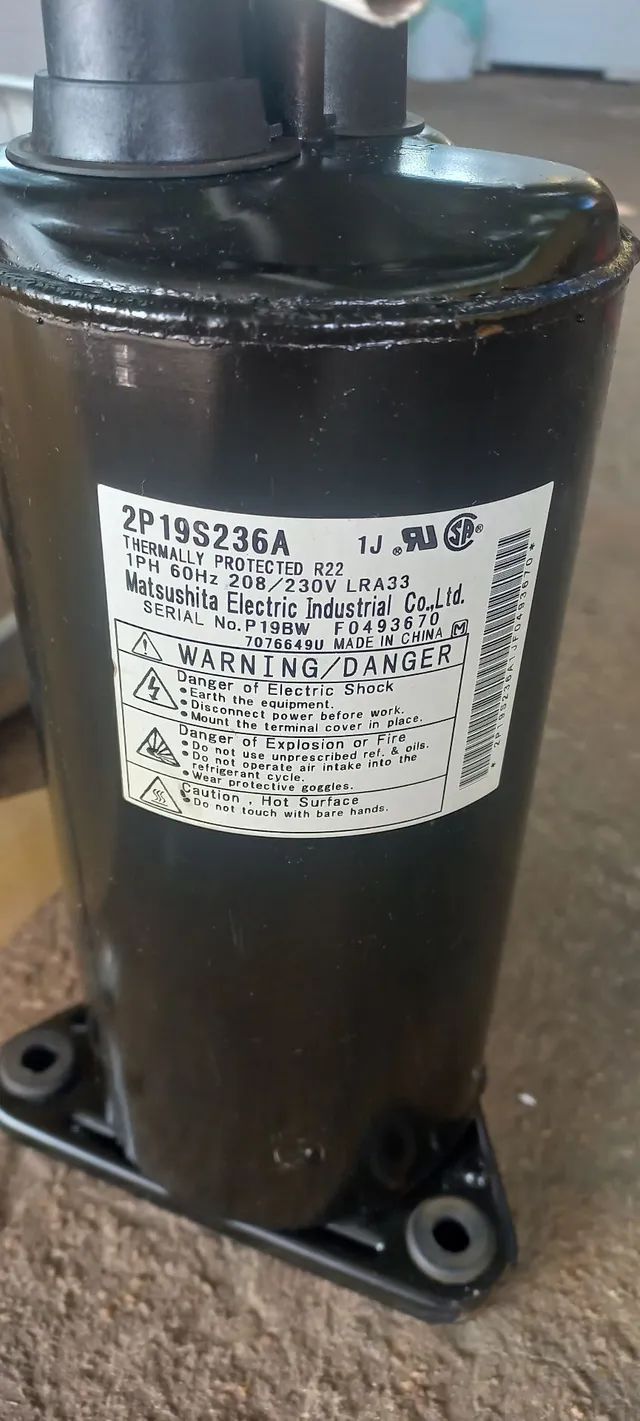 2P19S236A 1J
THERMALLY PROTECTED R22
1PH 60Hz 208/230V LRA33
Matsushita Electric Industrial Co.,Ltd.
SERIAL No.P19BW F0493670
7076649U MADE IN CHINA M
WARNING/DANGER
Danger of Electric Shock
•Earth the equipment.
•Disconnect power before work.
•Mount the terminal cover in place.
Danger of Explosion or Fire
•Do not use unprescribed ref. & oils.
•Do not operate air intake into the
refrigerant cycle.
•Wear protective goggles.
Caution , Hot Surface
•Do not touch with bare hands.
*2P19S236A1JF0493670*